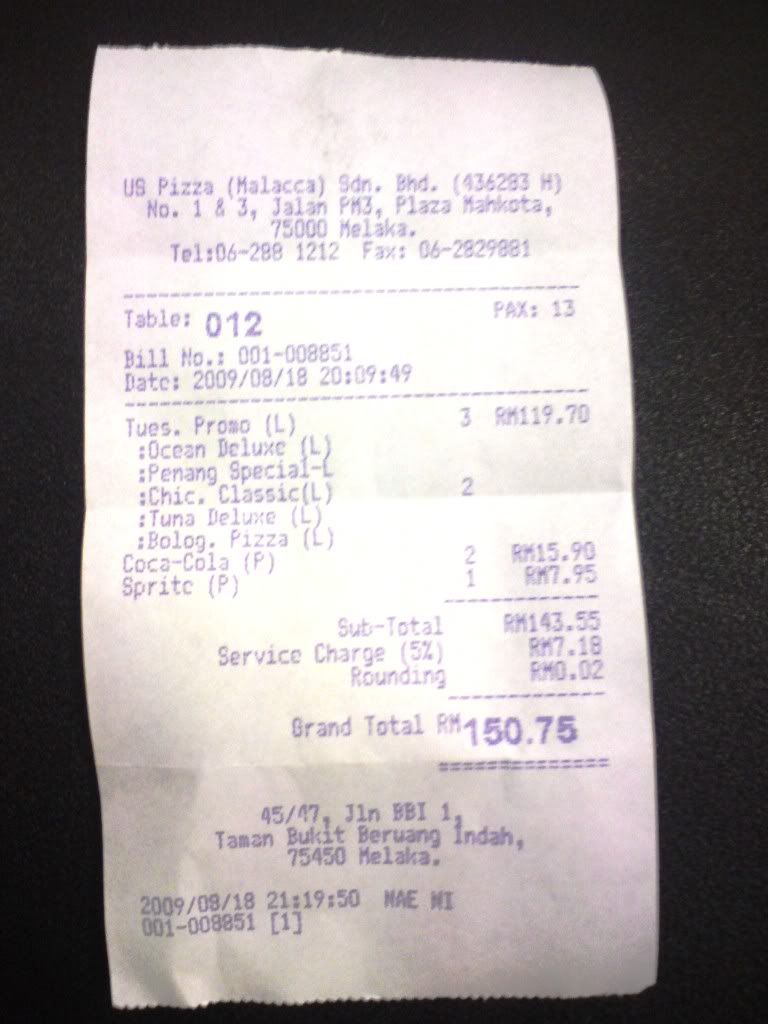 US Pizza (Malacca) Sdn. Bhd. (436283 H)
No. 1 & 3, Jalan PM3, Plaza Mahkota,
75000 Melaka.
Tel:06-288 1212 Fax: 06-2829881
Table: 012 PAX: 13
Bill No.: 001-008851
Date: 2009/08/18 20:09:49
Tues. Promo (L) 3 RM119.70
:Ocean Deluxe (L)
:Penang Special-L
:Chic. Classic(L) 2
:Tuna Deluxe (L)
:Bolog. Pizza (L)
Coca-Cola (P) 2 RM15.90
Sprite (P) 1 RM7.95
Sub-Total RM143.55
Service Charge (5%) RM7.18
Rounding RM0.02
Grand Total RM150.75
45/47, Jln BBI 1,
Taman Bukit Beruang Indah,
75450 Melaka.
2009/08/18 21:19:50 NAE NI
001-008851 [1]